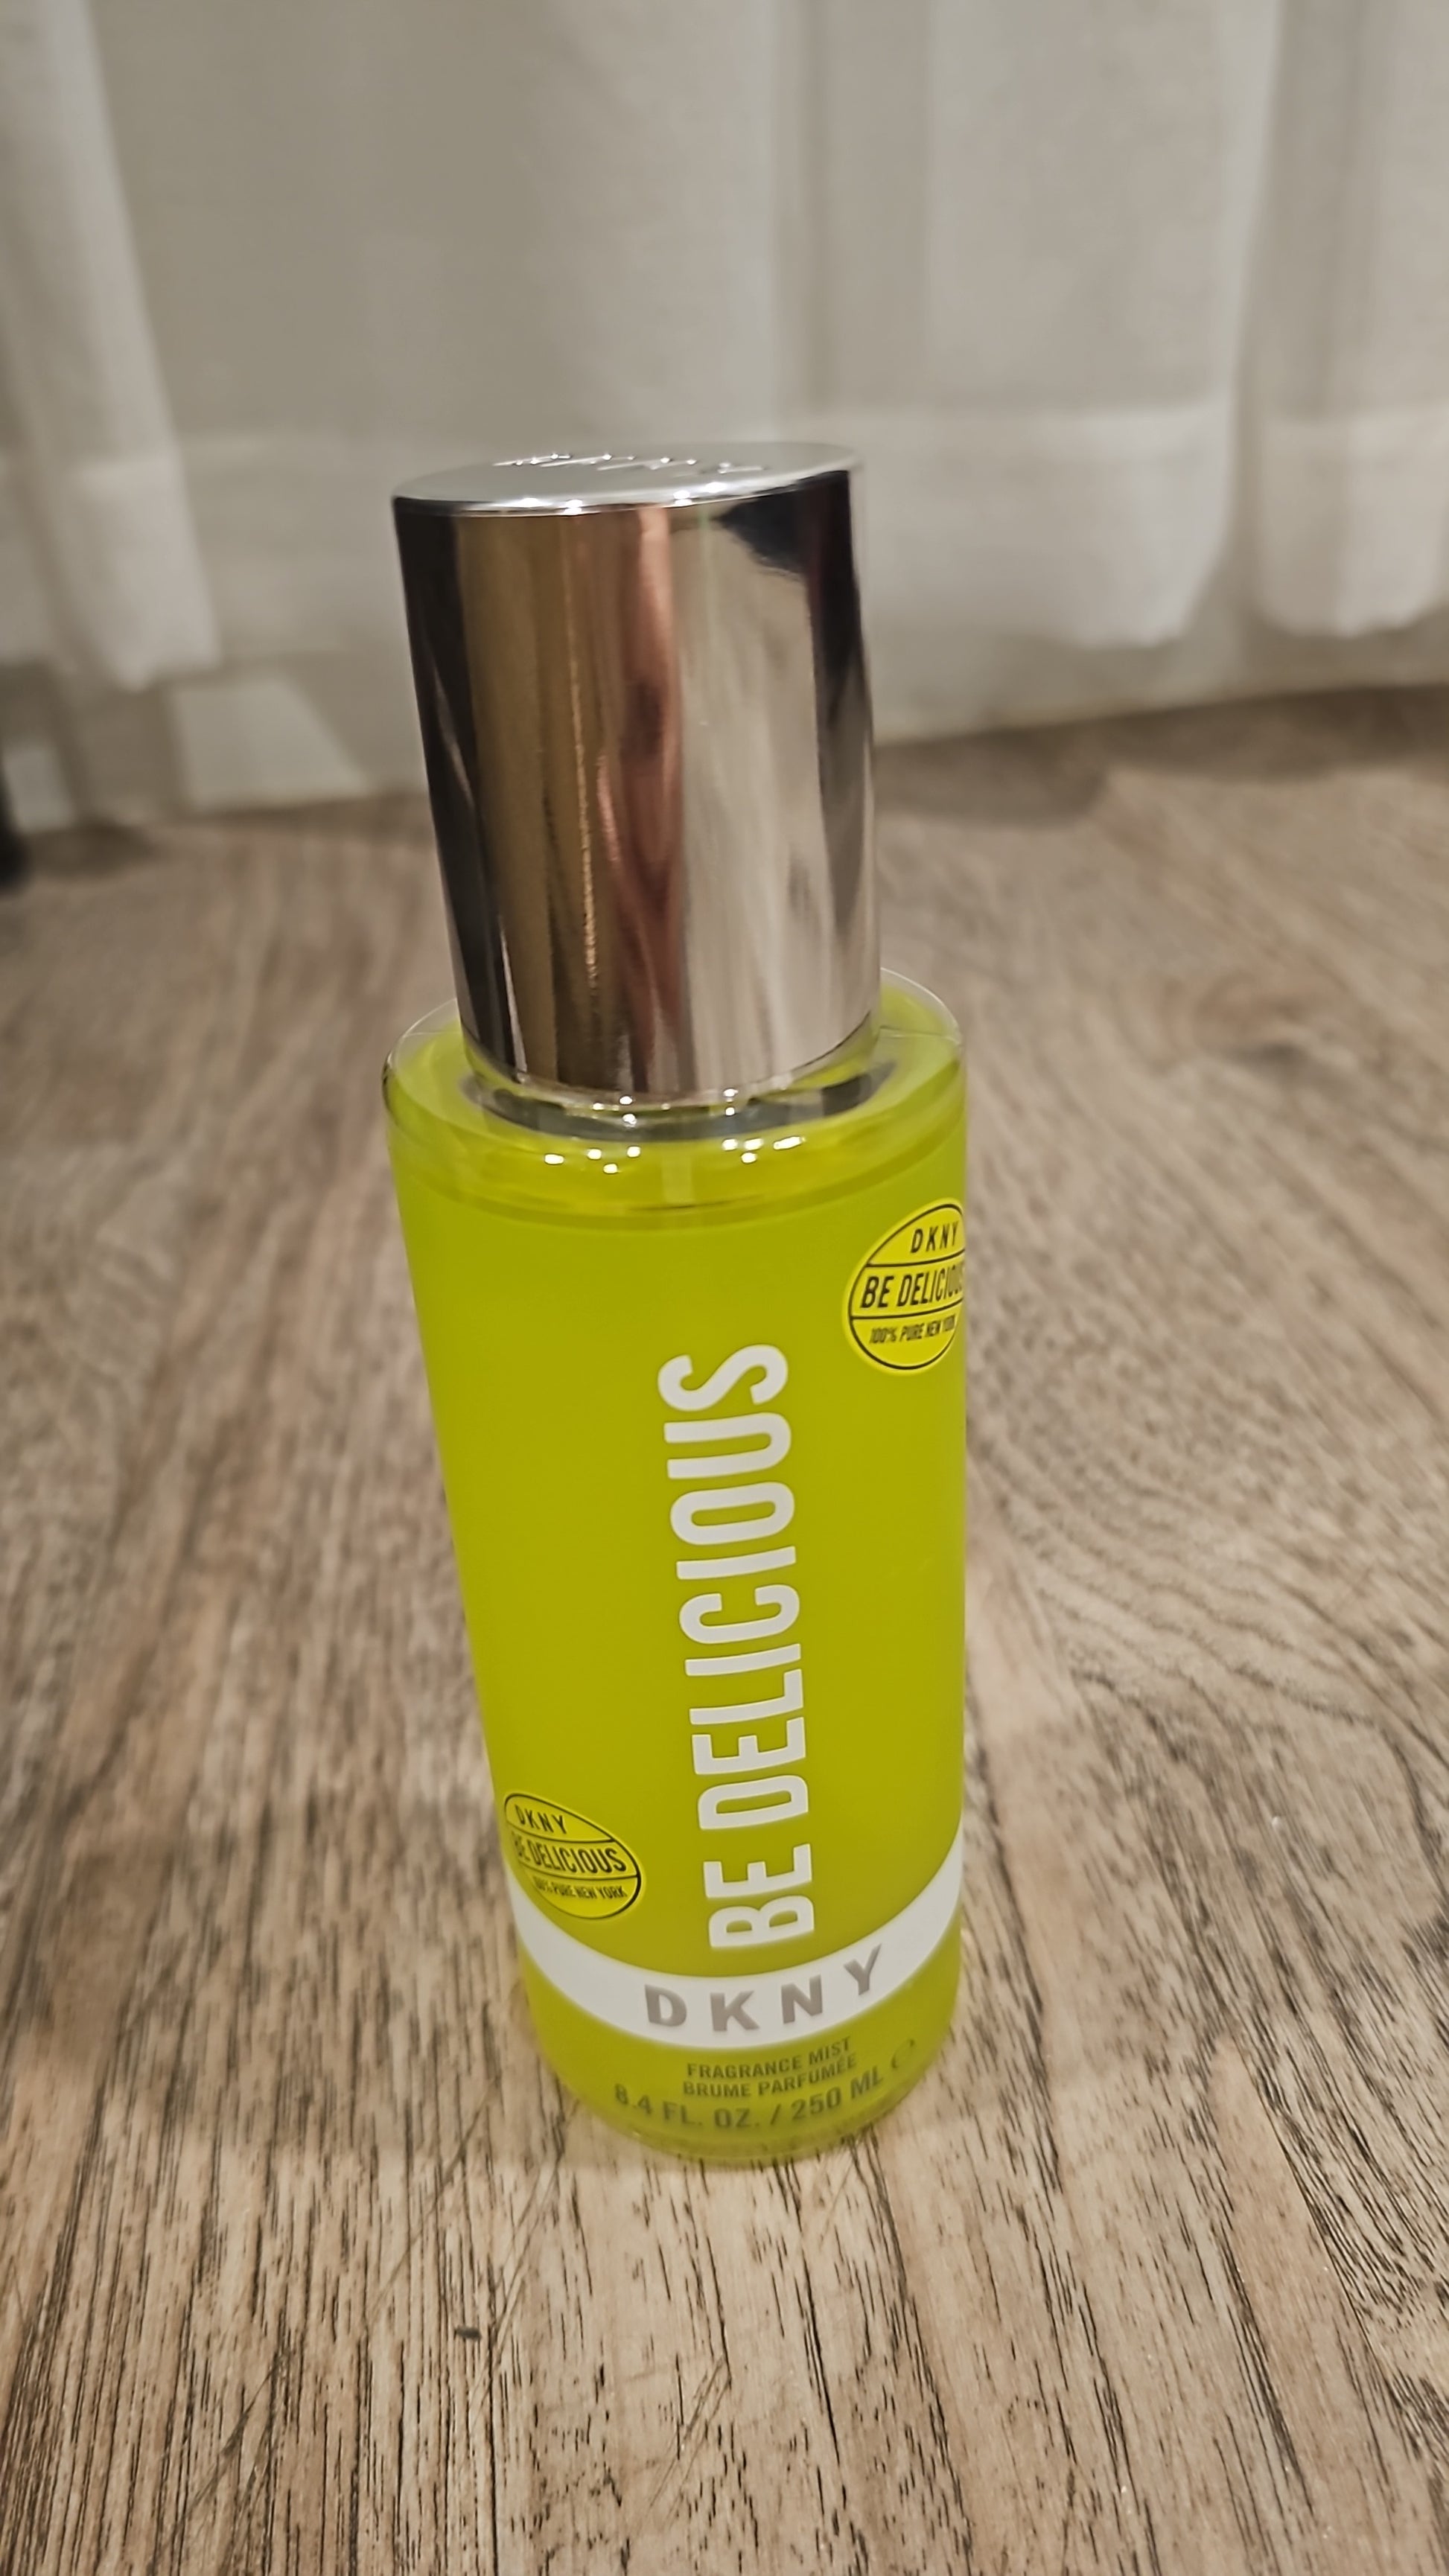 DKNY
BE DELICIOUS
100% PURE NEW YORK
BE DELICIOUS
DKNY
BE DELICIOUS
100% PURE NEW YORK
DKNY
FRAGRANCE MIST
BRUME PARFUMÉE
8.4 FL. OZ. / 250 ML ℮